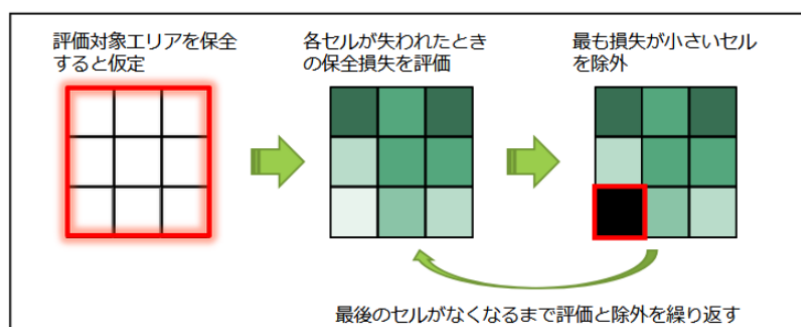 評価対象エリアを保全
すると仮定
各セルが失われたとき
の保全損失を評価
最も損失が小さいセル
を除外
最後のセルがなくなるまで評価と除外を繰り返す